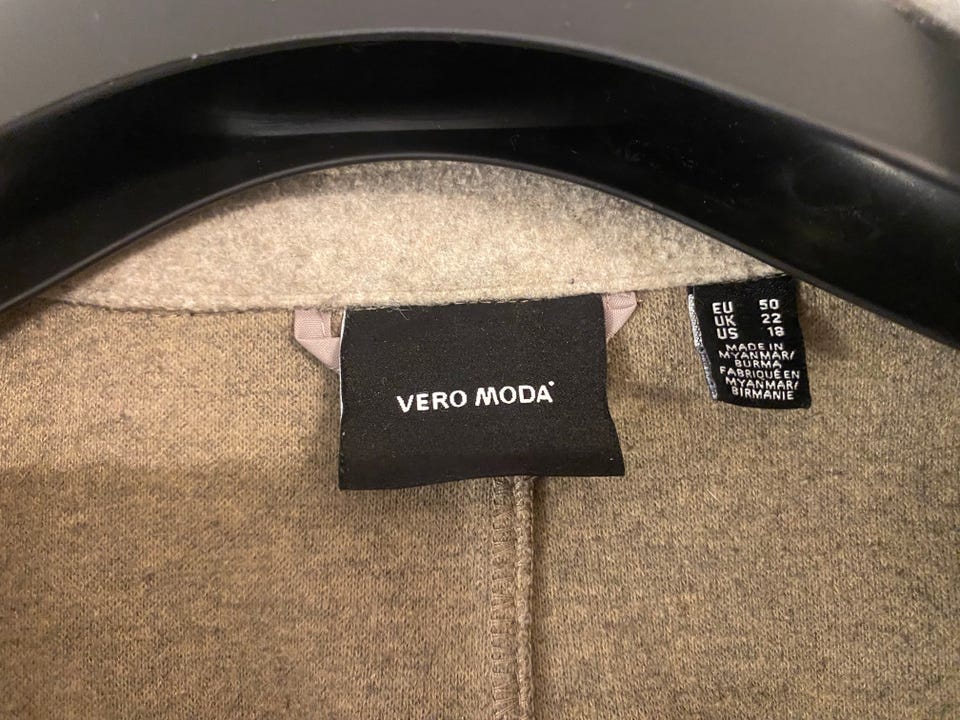 VERO MODA
EU 50
UK 22
US 18
MADE IN
MYANMAR/
BURMA
FABRIQUÉ EN
MYANMAR/
BIRMANIE